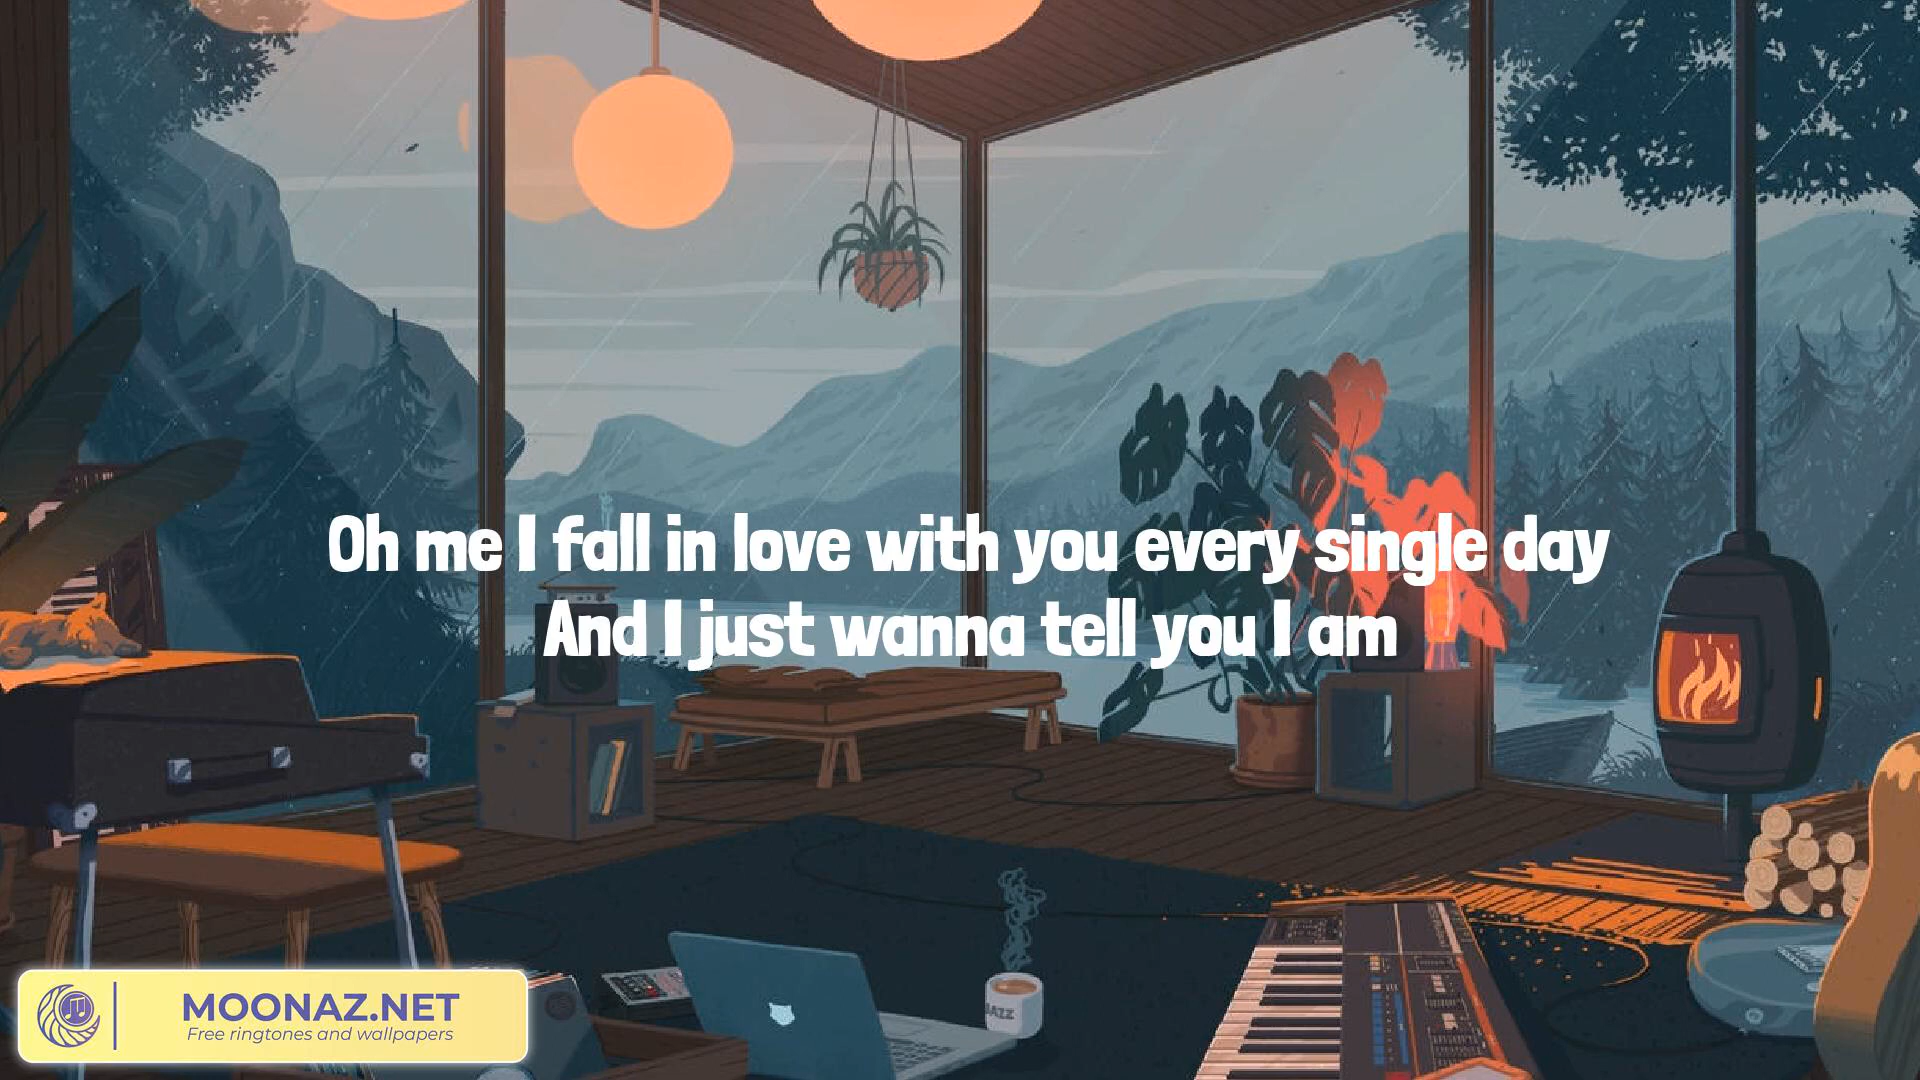 Oh me I fall in love with you every single day
And I just wanna tell you I am
MOONAZ.NET
Free ringtones and wallpapers
JAZZ